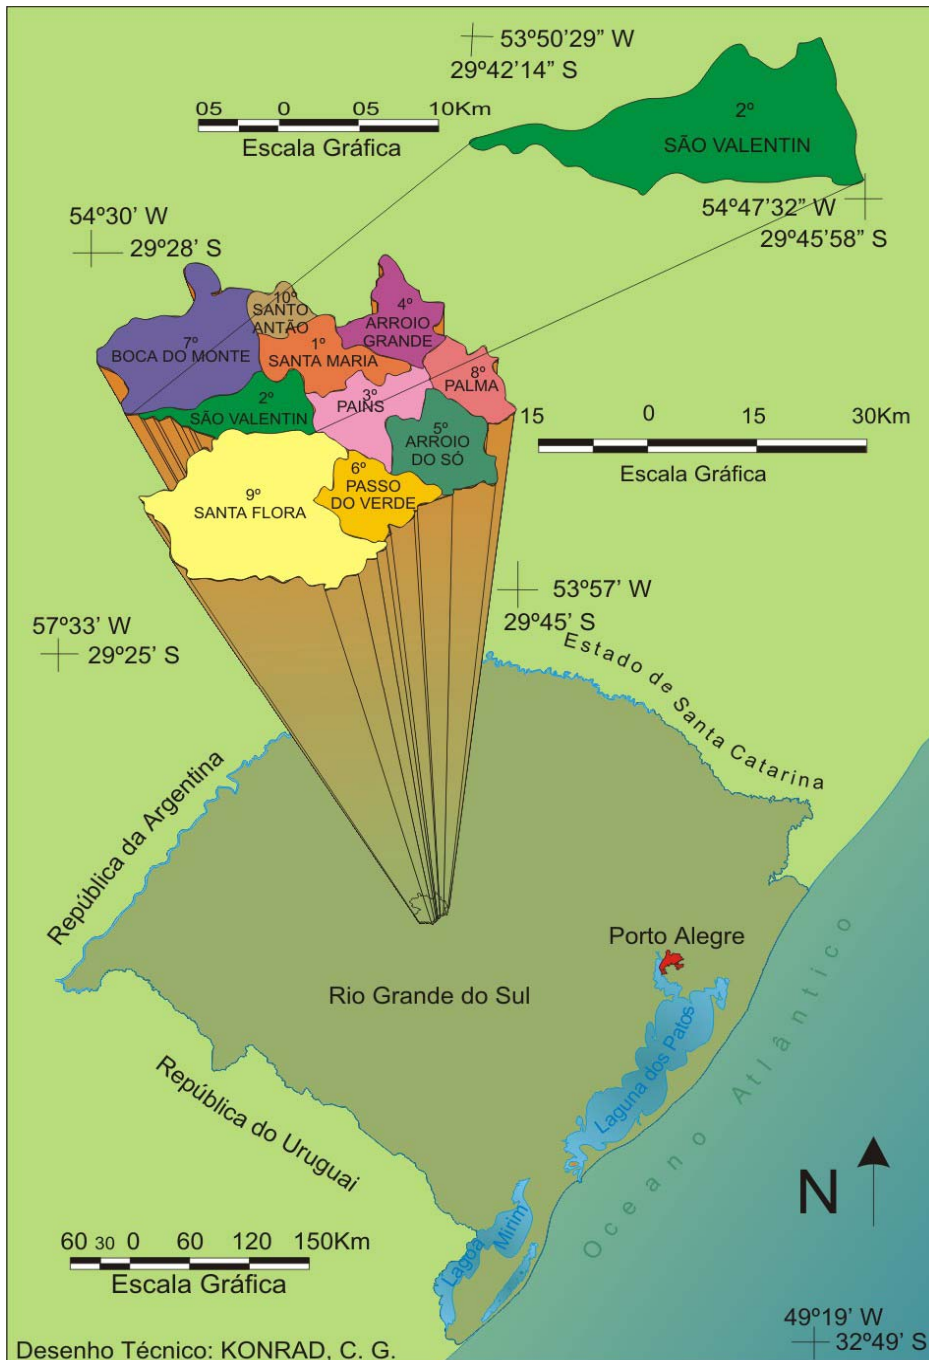 53º50'29” W
29º42'14” S
05 0 05 10Km
Escala Gráfica
2º
SÃO VALENTIN
54º47'32” W
29º45'58” S
54º30' W
29º28' S
10º
SANTO
ANTÃO
4º
ARROIO
GRANDE
7º
BOCA DO MONTE
1º
SANTA MARIA
8º
PALMA
2º
SÃO VALENTIN
3º
PAINS
5º
ARROIO
DO SÓ
15 0 15 30Km
Escala Gráfica
6º
PASSO
DO VERDE
9º
SANTA FLORA
53º57' W
29º45' S
57º33' W
29º25' S
Estado de Santa Catarina
República da Argentina
Porto Alegre
Rio Grande do Sul
Laguna dos Patos
Oceano Atlântico
República do Uruguai
N
Lagoa Mirim
60 30 0 60 120 150Km
Escala Gráfica
49º19' W
32º49' S
Desenho Técnico: KONRAD, C. G.